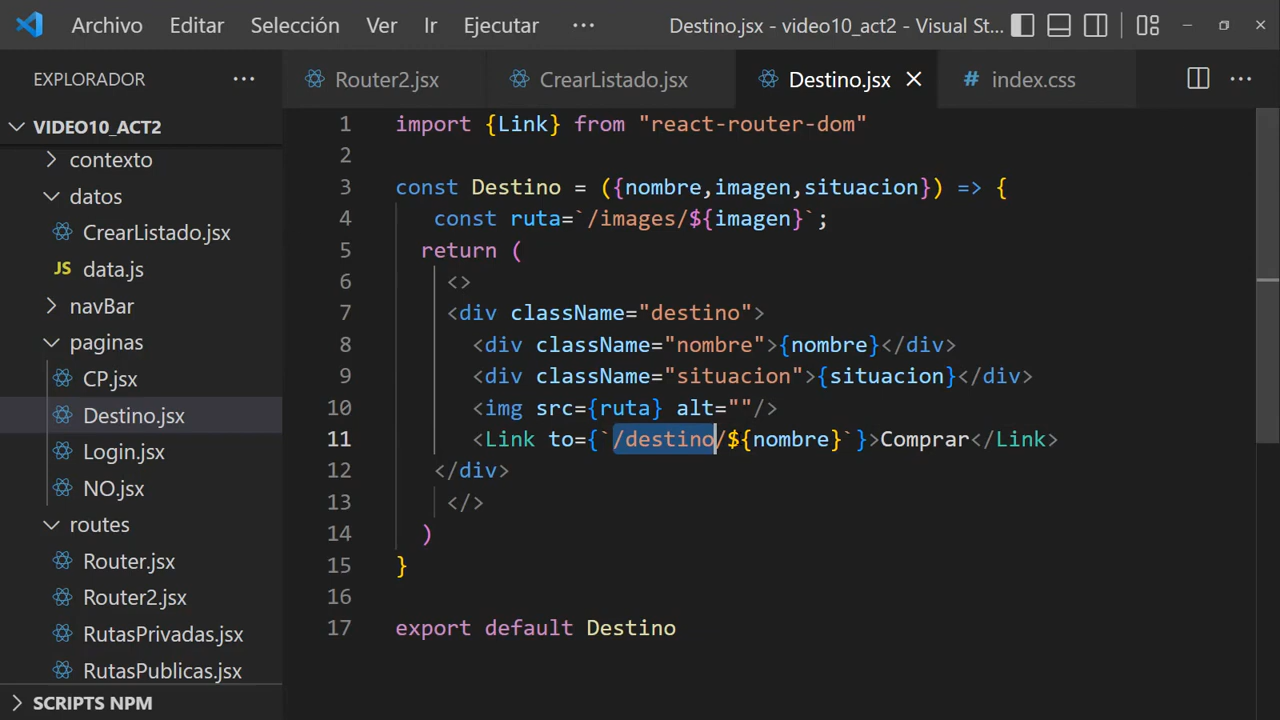 Archivo Editar Selección Ver Ir Ejecutar ··· Destino.jsx - video10_act2 - Visual St...
EXPLORADOR ···
Router2.jsx CrearListado.jsx Destino.jsx # index.css ···
VIDEO10_ACT2
contexto
datos
CrearListado.jsx
JS data.js
navBar
paginas
CP.jsx
Destino.jsx
Login.jsx
NO.jsx
routes
Router.jsx
Router2.jsx
RutasPrivadas.jsx
RutasPublicas.jsx
SCRIPTS NPM
1 import {Link} from "react-router-dom"
2
3 const Destino = ({nombre,imagen,situacion}) => {
4 const ruta=`/images/${imagen}`;
5 return (
6 <>
7 <div className="destino">
8 <div className="nombre">{nombre}</div>
9 <div className="situacion">{situacion}</div>
10 <img src={ruta} alt=""/>
11 <Link to={`/destino/${nombre}`}>Comprar</Link>
12 </div>
13 </>
14 )
15 }
16
17 export default Destino